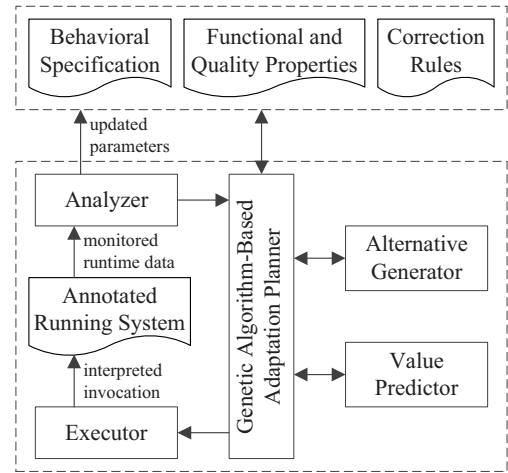 Behavioral
Specification
Functional and
Quality Properties
Correction
Rules
updated
parameters
Analyzer
monitored
runtime data
Annotated
Running System
interpreted
invocation
Executor
Genetic Algorithm-Based
Adaptation Planner
Alternative
Generator
Value
Predictor